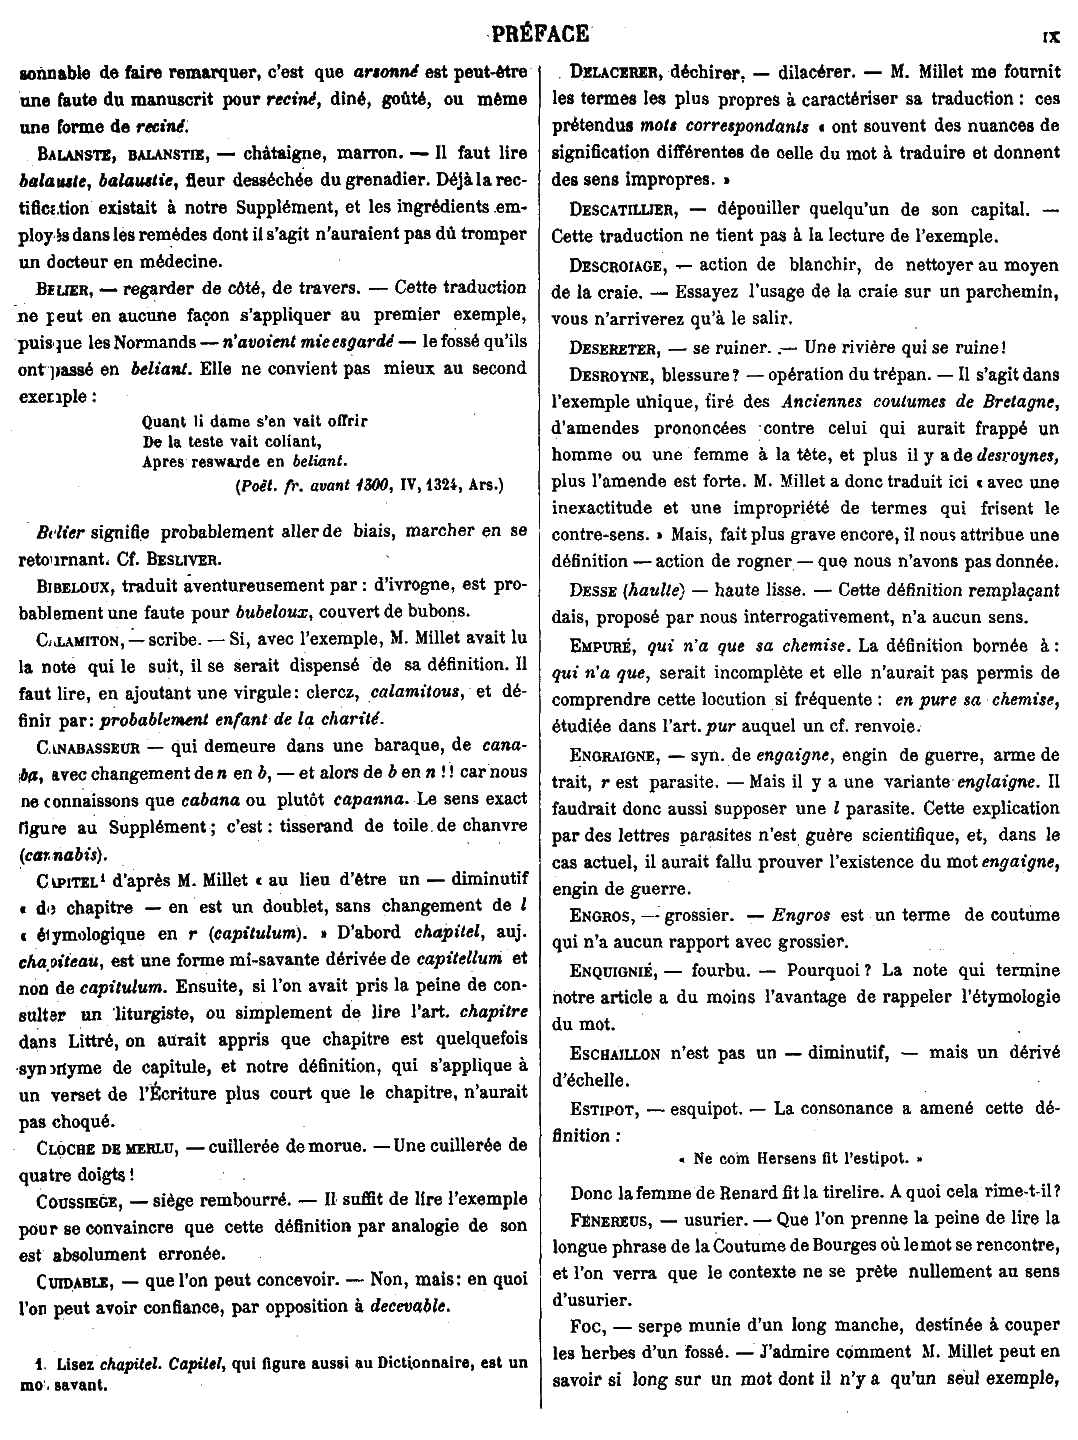 PRÉFACE
IX
sonnable de faire remarquer, c'est que arsonné est peut-être
une faute du manuscrit pour reciné, diné, goûté, ou même
une forme de reciné.
BALANSTE, BALANSTIE, — châtaigne, marron. — Il faut lire
balauste, balaustie, fleur desséchée du grenadier. Déjà la rec-
tification existait à notre Supplément, et les ingrédients em-
ployés dans les remèdes dont il s'agit n'auraient pas dû tromper
un docteur en médecine.
BELIER, — regarder de côté, de travers. — Cette traduction
ne peut en aucune façon s'appliquer au premier exemple,
puisque les Normands — n'avoient mie esgardé — le fossé qu'ils
ont passé en beliant. Elle ne convient pas mieux au second
exemple :
Quant li dame s'en vait offrir
De la teste vait coliant,
Apres reswarde en beliant.
(Poët. fr. avant 1300, IV, 1324, Ars.)
Belier signifie probablement aller de biais, marcher en se
retournant. Cf. BESLIVER.
BIBELOUX, traduit aventureusement par : d'ivrogne, est pro-
bablement une faute pour bubeloux, couvert de bubons.
CALAMITON, — scribe. — Si, avec l'exemple, M. Millet avait lu
la note qui le suit, il se serait dispensé de sa définition. Il
faut lire, en ajoutant une virgule : clercz, calamitous, et dé-
finir par : probablement enfant de la charité.
CANABASSEUR — qui demeure dans une baraque, de cana-
ba, avec changement de n en b, — et alors de b en n !! car nous
ne connaissons que cabana ou plutôt capanna. Le sens exact
figure au Supplément ; c'est : tisserand de toile de chanvre
(cannabis).
CAPITEL¹ d'après M. Millet « au lieu d'être un — diminutif
« de chapitre — en est un doublet, sans changement de l
« étymologique en r (capitulum). » D'abord chapitel, auj.
chapiteau, est une forme mi-savante dérivée de capitellum et
non de capitulum. Ensuite, si l'on avait pris la peine de con-
sulter un liturgiste, ou simplement de lire l'art. chapitre
dans Littré, on aurait appris que chapitre est quelquefois
synonyme de capitule, et notre définition, qui s'applique à
un verset de l'Écriture plus court que le chapitre, n'aurait
pas choqué.
CLOCHE DE MERLU, — cuillerée de morue. — Une cuillerée de
quatre doigts !
COUSSIEGE, — siège rembourré. — Il suffit de lire l'exemple
pour se convaincre que cette définition par analogie de son
est absolument erronée.
CUIDABLE, — que l'on peut concevoir. — Non, mais : en quoi
l'on peut avoir confiance, par opposition à decevable.
1. Lisez chapitel. Capitel, qui figure aussi au Dictionnaire, est un
mot savant.
DELACERER, déchirer, — dilacérer. — M. Millet me fournit
les termes les plus propres à caractériser sa traduction : ces
prétendus mots correspondants « ont souvent des nuances de
signification différentes de celle du mot à traduire et donnent
des sens impropres. »
DESCATILLIER, — dépouiller quelqu'un de son capital. —
Cette traduction ne tient pas à la lecture de l'exemple.
DESCROIAGE, — action de blanchir, de nettoyer au moyen
de la craie. — Essayez l'usage de la craie sur un parchemin,
vous n'arriverez qu'à le salir.
DESERETER, — se ruiner. — Une rivière qui se ruine !
DESROYNE, blessure ? — opération du trépan. — Il s'agit dans
l'exemple unique, tiré des Anciennes coutumes de Bretagne,
d'amendes prononcées contre celui qui aurait frappé un
homme ou une femme à la tête, et plus il y a de desroynes,
plus l'amende est forte. M. Millet a donc traduit ici « avec une
inexactitude et une impropriété de termes qui frisent le
contre-sens. » Mais, fait plus grave encore, il nous attribue une
définition — action de rogner — que nous n'avons pas donnée.
DESSE (haulte) — haute lisse. — Cette définition remplaçant
dais, proposé par nous interrogativement, n'a aucun sens.
EMPURÉ, qui n'a que sa chemise. La définition bornée à :
qui n'a que, serait incomplète et elle n'aurait pas permis de
comprendre cette locution si fréquente : en pure sa chemise,
étudiée dans l'art. pur auquel un cf. renvoie.
ENGRAIGNE, — syn. de engaigne, engin de guerre, arme de
trait, r est parasite. — Mais il y a une variante englaigne. Il
faudrait donc aussi supposer une l parasite. Cette explication
par des lettres parasites n'est guère scientifique, et, dans le
cas actuel, il aurait fallu prouver l'existence du mot engaigne,
engin de guerre.
ENGROS, — grossier. — Engros est un terme de coutume
qui n'a aucun rapport avec grossier.
ENQUIGNIÉ, — fourbu. — Pourquoi ? La note qui termine
notre article a du moins l'avantage de rappeler l'étymologie
du mot.
ESCHAILLON n'est pas un — diminutif, — mais un dérivé
d'échelle.
ESTIPOT, — esquipot. — La consonance a amené cette dé-
finition :
« Ne com Hersens fit l'estipot. »
Donc la femme de Renard fit la tirelire. A quoi cela rime-t-il ?
FÉNEREUS, — usurier. — Que l'on prenne la peine de lire la
longue phrase de la Coutume de Bourges où le mot se rencontre,
et l'on verra que le contexte ne se prête nullement au sens
d'usurier.
FOC, — serpe munie d'un long manche, destinée à couper
les herbes d'un fossé. — J'admire comment M. Millet peut en
savoir si long sur un mot dont il n'y a qu'un seul exemple,